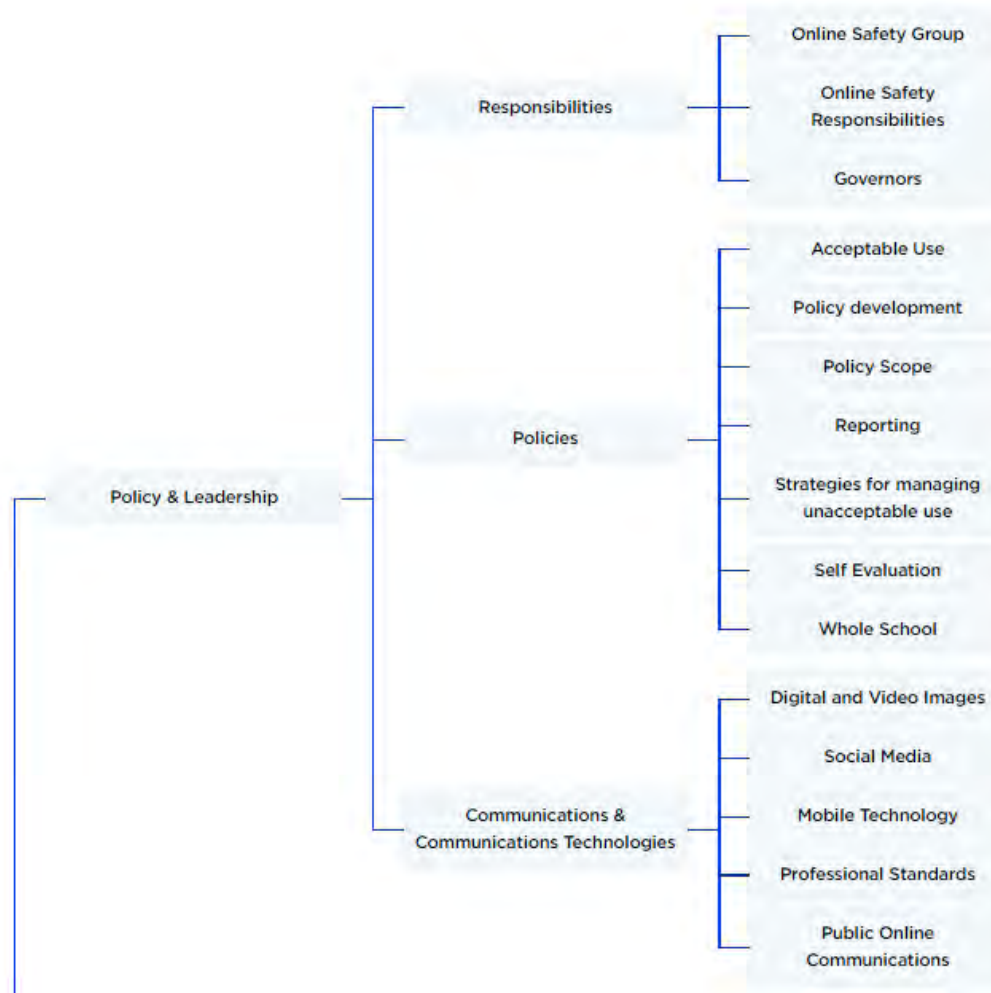 Online Safety Group
Responsibilities
Online Safety
Responsibilities
Governors
Acceptable Use
Policy development
Policy Scope
Reporting
Policies
Policy & Leadership
Strategies for managing
unacceptable use
Self Evaluation
Whole School
Digital and Video Images
Social Media
Communications &
Communications Technologies
Mobile Technology
Professional Standards
Public Online
Communications